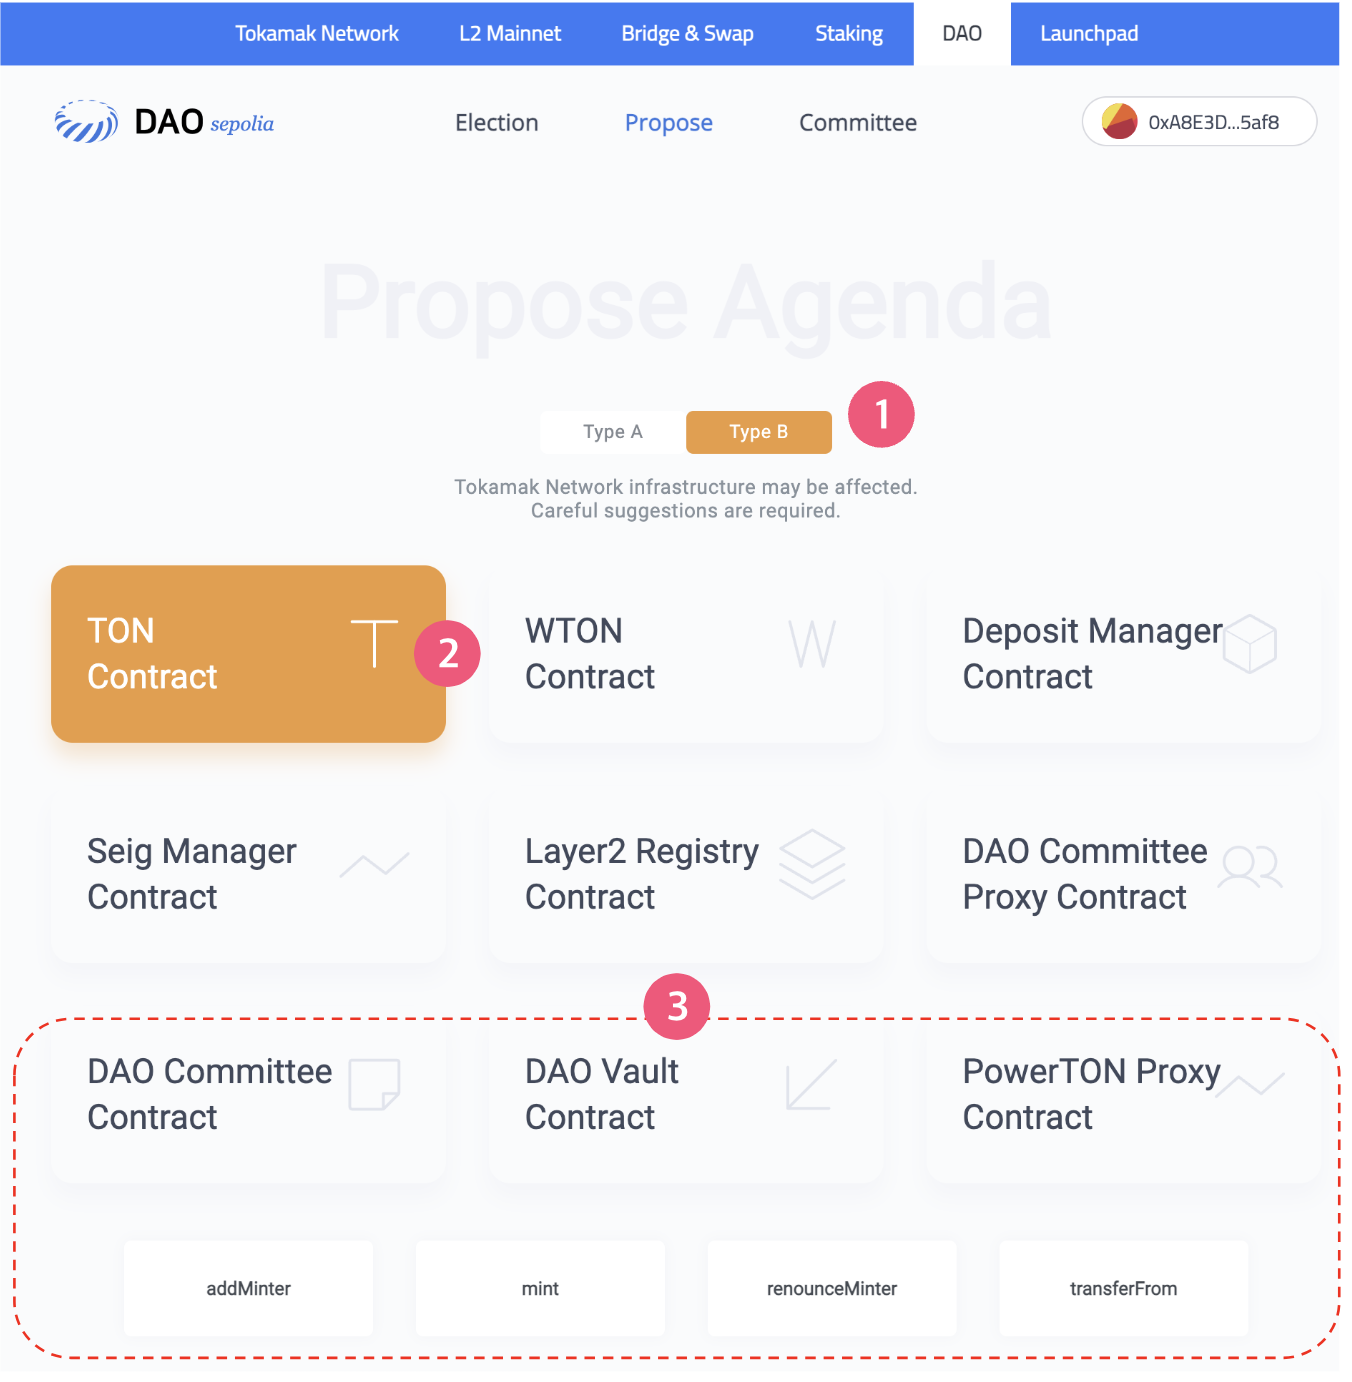 Tokamak Network L2 Mainnet Bridge & Swap Staking DAO Launchpad
DAO sepolia Election Propose Committee 0xA8E3D...5af8
Propose Agenda
Type A Type B 1
Tokamak Network infrastructure may be affected.
Careful suggestions are required.
TON
Contract
2
WTON
Contract
W
Deposit Manager
Contract
Seig Manager
Contract
Layer2 Registry
Contract
DAO Committee
Proxy Contract
3
DAO Committee
Contract
DAO Vault
Contract
PowerTON Proxy
Contract
addMinter mint renounceMinter transferFrom